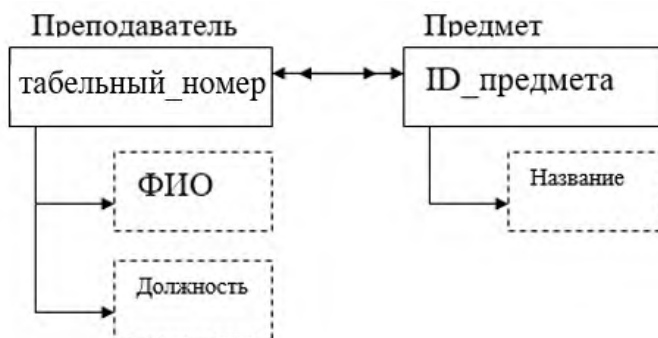 Преподаватель
табельный_номер
ФИО
Должность
Предмет
ID_предмета
Название